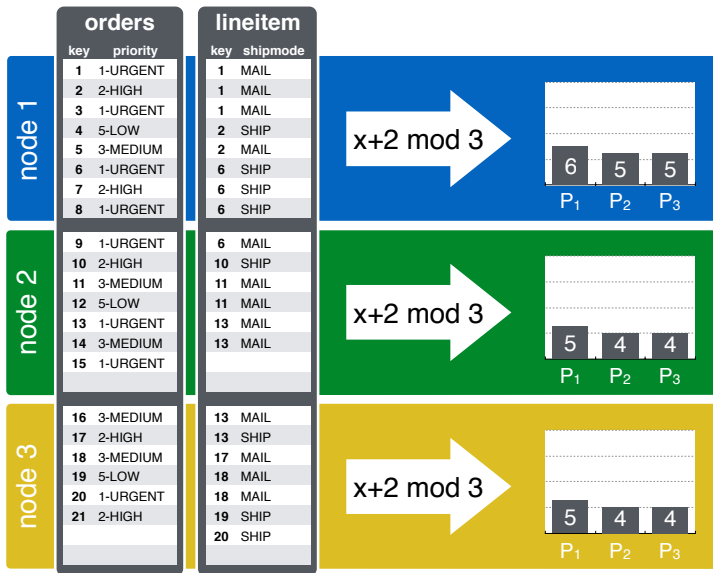 orders lineitem
key priority key shipmode
node 1
1 1-URGENT 1 MAIL
2 2-HIGH 1 MAIL
3 1-URGENT 1 MAIL
4 5-LOW 2 SHIP
5 3-MEDIUM 2 MAIL
6 1-URGENT 6 SHIP
7 2-HIGH 6 SHIP
8 1-URGENT 6 SHIP
x+2 mod 3
6 5 5
P1 P2 P3
node 2
9 1-URGENT 6 MAIL
10 2-HIGH 10 SHIP
11 3-MEDIUM 11 MAIL
12 5-LOW 11 MAIL
13 1-URGENT 13 MAIL
14 3-MEDIUM 13 MAIL
15 1-URGENT
x+2 mod 3
5 4 4
P1 P2 P3
node 3
16 3-MEDIUM 13 MAIL
17 2-HIGH 13 SHIP
18 3-MEDIUM 17 MAIL
19 5-LOW 18 MAIL
20 1-URGENT 18 MAIL
21 2-HIGH 19 SHIP
20 SHIP
x+2 mod 3
5 4 4
P1 P2 P3